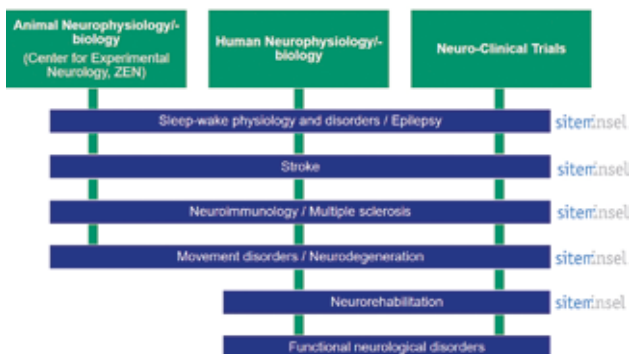 Animal Neurophysiology/-
biology
(Center for Experimental
Neurology, ZEN)
Human Neurophysiology/-
biology
Neuro-Clinical Trials
Sleep-wake physiology and disorders / Epilepsy
sitem:insel
Stroke
sitem:insel
Neuroimmunology / Multiple sclerosis
sitem:insel
Movement disorders / Neurodegeneration
sitem:insel
Neurorehabilitation
sitem:insel
Functional neurological disorders